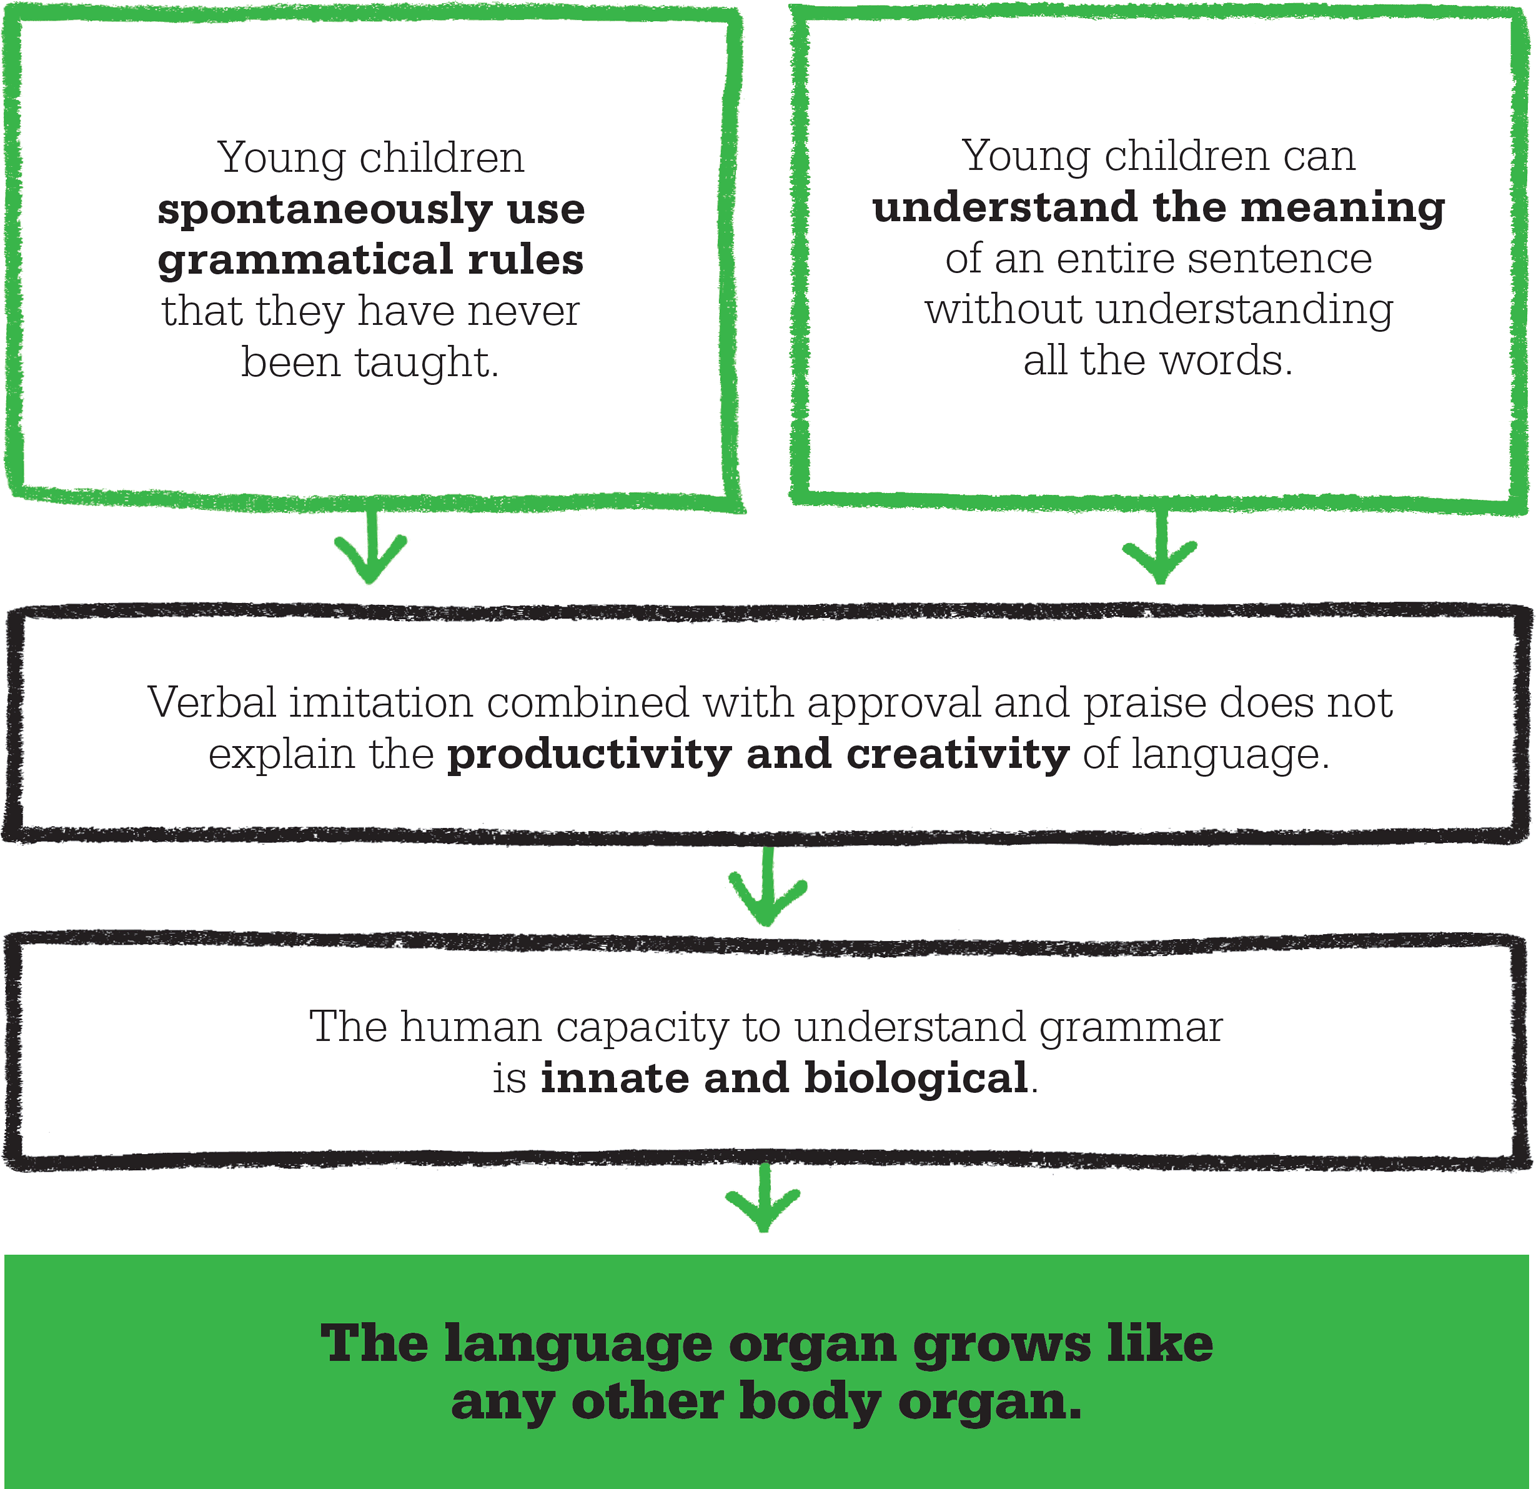 Young children
spontaneously use
grammatical rules
that they have never
been taught.
Young children can
understand the meaning
of an entire sentence
without understanding
all the words.
Verbal imitation combined with approval and praise does not
explain the productivity and creativity of language.
The human capacity to understand grammar
is innate and biological.
The language organ grows like
any other body organ.